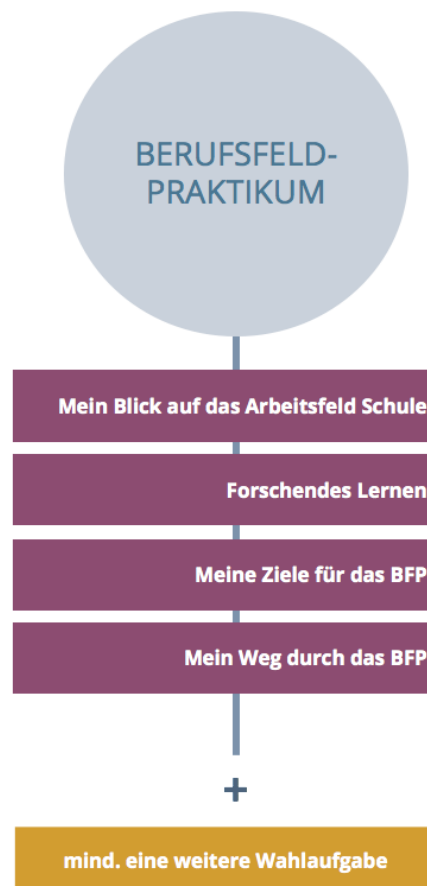 BERUFSFELD-
PRAKTIKUM
Mein Blick auf das Arbeitsfeld Schule
Forschendes Lernen
Meine Ziele für das BFP
Mein Weg durch das BFP
+
mind. eine weitere Wahlaufgabe